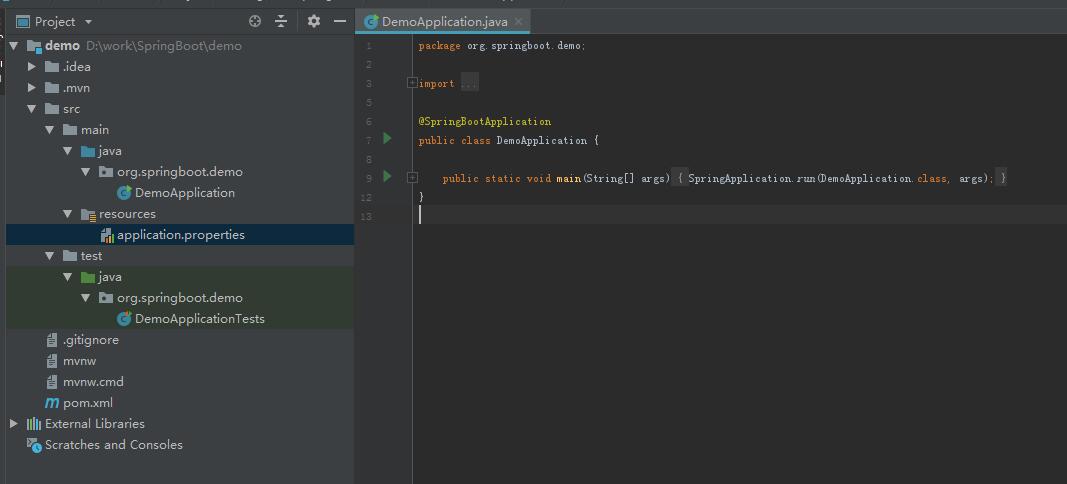 Project
demo D:\work\SpringBoot\demo
.idea
.mvn
src
main
java
org.springboot.demo
DemoApplication
resources
application.properties
test
java
org.springboot.demo
DemoApplicationTests
.gitignore
mvnw
mvnw.cmd
pom.xml
External Libraries
Scratches and Consoles
DemoApplication.java
1 package org.springboot.demo;
2
3 import ...
5
6 @SpringBootApplication
7 public class DemoApplication {
8
9 public static void main(String[] args) { SpringApplication.run(DemoApplication.class, args); }
12 }
13